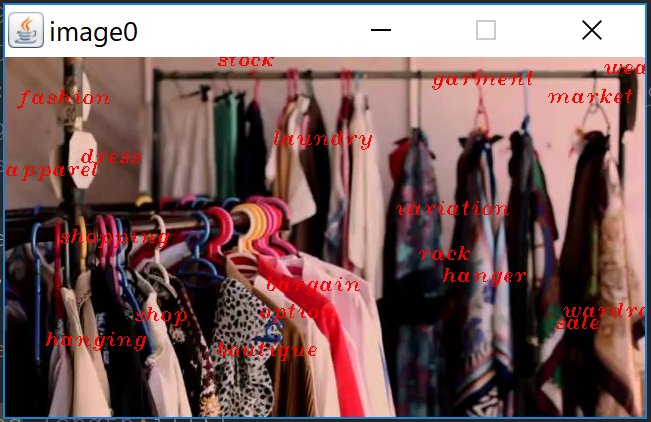 image0
stock
wea
garment
fashion
market
laundry
dress
apparel
variation
shopping
rack
hanger
bargain
option
wardro
shop
sale
hanging
boutique